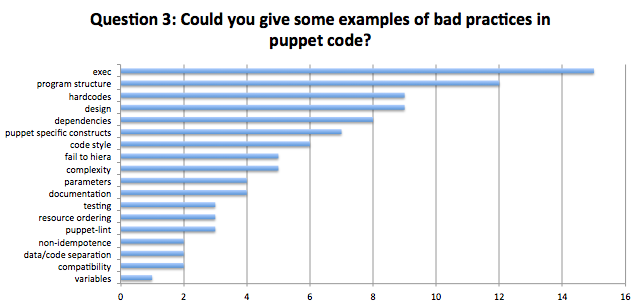 Question 3: Could you give some examples of bad practices in
puppet code?
exec
program structure
hardcodes
design
dependencies
puppet specific constructs
code style
fail to hiera
complexity
parameters
documentation
testing
resource ordering
puppet-lint
non-idempotence
data/code separation
compatibility
variables
0 2 4 6 8 10 12 14 16